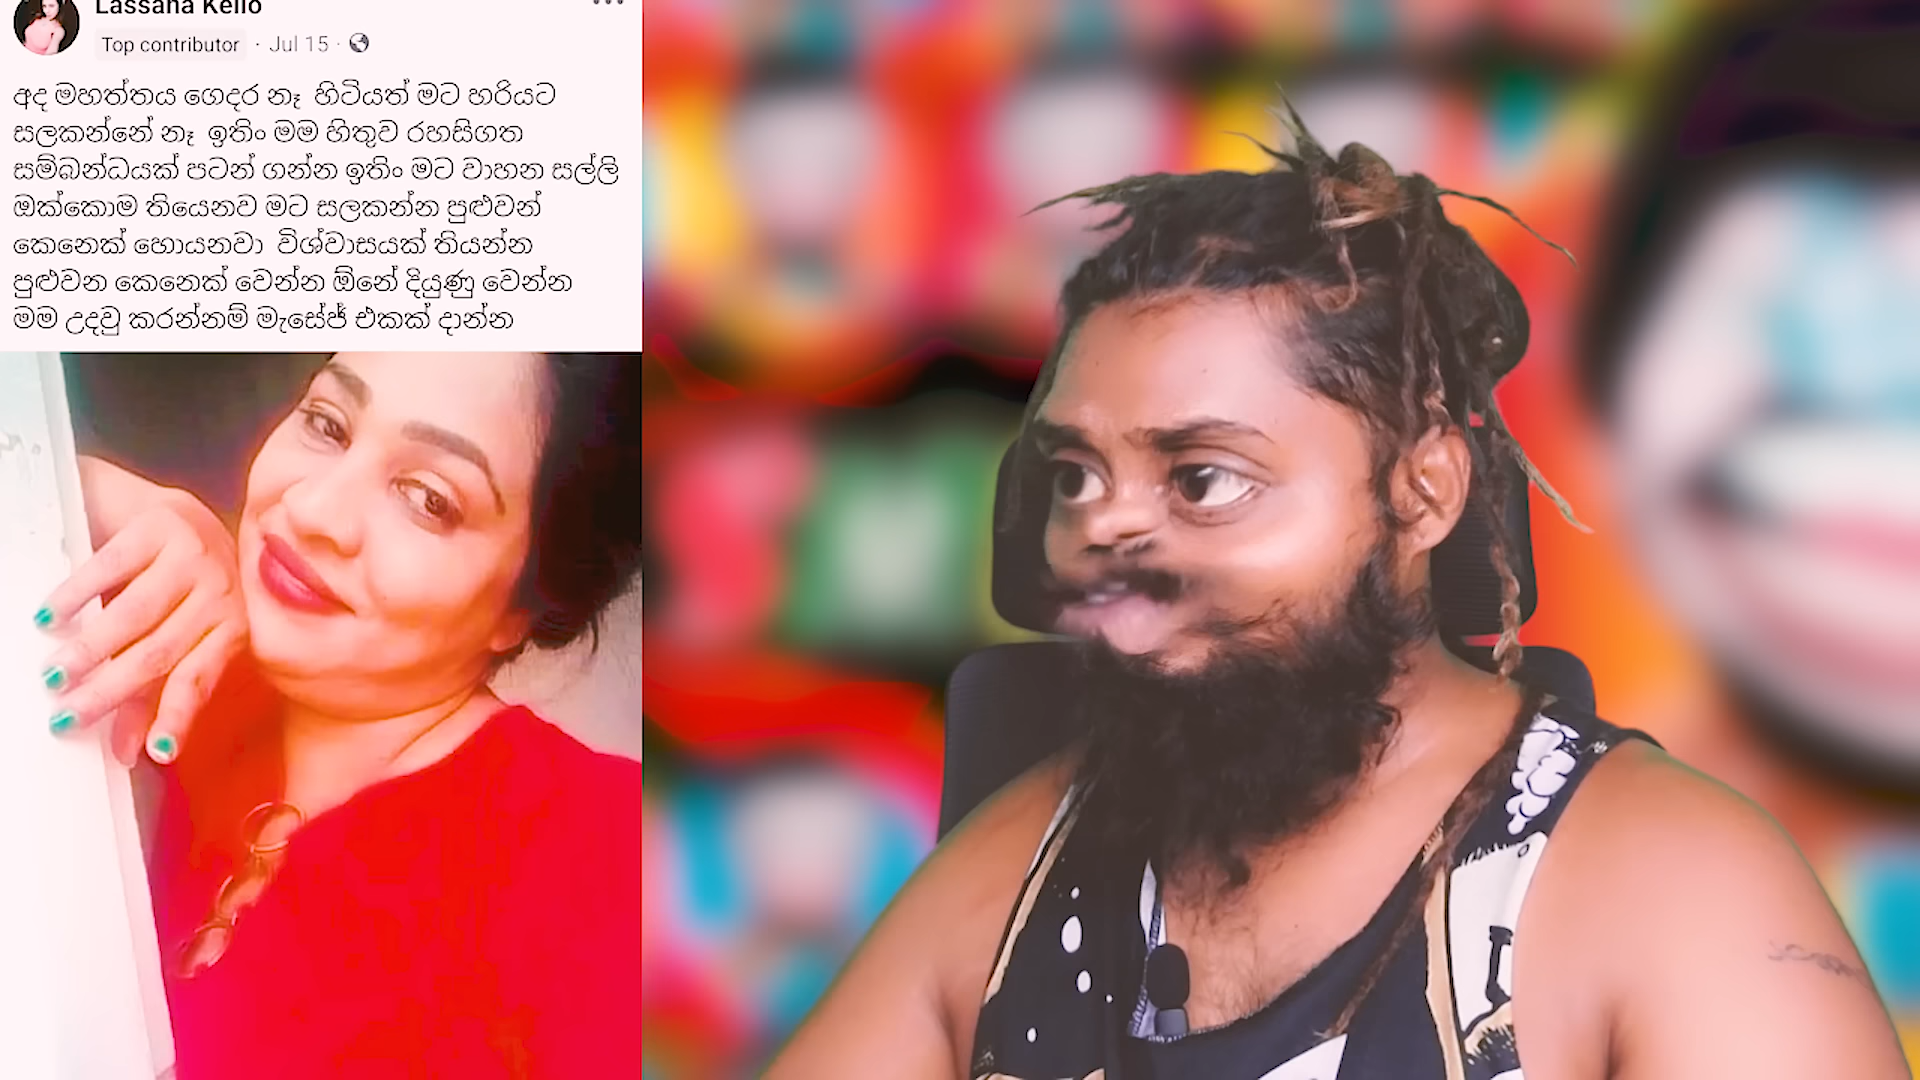 Lassana Kello
Top contributor · Jul 15 ·
අද මහත්තය ගෙදර නෑ හිටියත් මට හරියට
සලකන්නේ නෑ ඉතිං මම හිතුව රහසිගත
සම්බන්ධයක් පටන් ගන්න ඉතිං මට වාහන සල්ලි
ඔක්කොම තියෙනව මට සලකන්න පුළුවන්
කෙනෙක් හොයනවා විශ්වාසයක් තියන්න
පුළුවන කෙනෙක් වෙන්න ඕනේ දියුණු වෙන්න
මම උදවු කරන්නම් මැසේජ් එකක් දාන්න